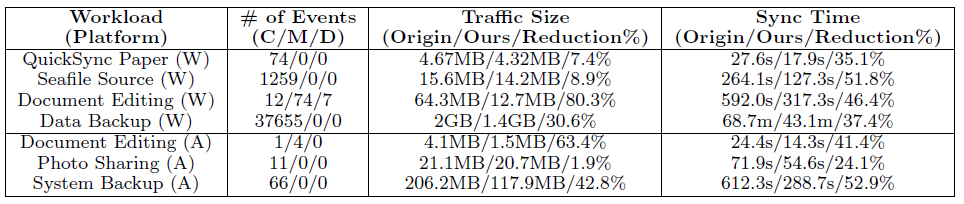 Workload # of Events Traffic Size Sync Time
(Platform) (C/M/D) (Origin/Ours/Reduction%) (Origin/Ours/Reduction%)
QuickSync Paper (W) 74/0/0 4.67MB/4.32MB/7.4% 27.6s/17.9s/35.1%
Seafile Source (W) 1259/0/0 15.6MB/14.2MB/8.9% 264.1s/127.3s/51.8%
Document Editing (W) 12/74/7 64.3MB/12.7MB/80.3% 592.0s/317.3s/46.4%
Data Backup (W) 37655/0/0 2GB/1.4GB/30.6% 68.7m/43.1m/37.4%
Document Editing (A) 1/4/0 4.1MB/1.5MB/63.4% 24.4s/14.3s/41.4%
Photo Sharing (A) 11/0/0 21.1MB/20.7MB/1.9% 71.9s/54.6s/24.1%
System Backup (A) 66/0/0 206.2MB/117.9MB/42.8% 612.3s/288.7s/52.9%